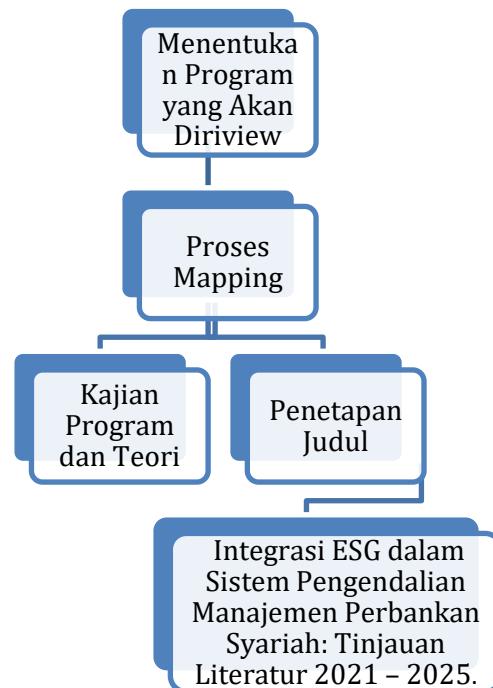 Menentuka
n Program
yang Akan
Diriview
Proses
Mapping
Kajian
Program
dan Teori
Penetapan
Judul
Integrasi ESG dalam
Sistem Pengendalian
Manajemen Perbankan
Syariah: Tinjauan
Literatur 2021 – 2025.